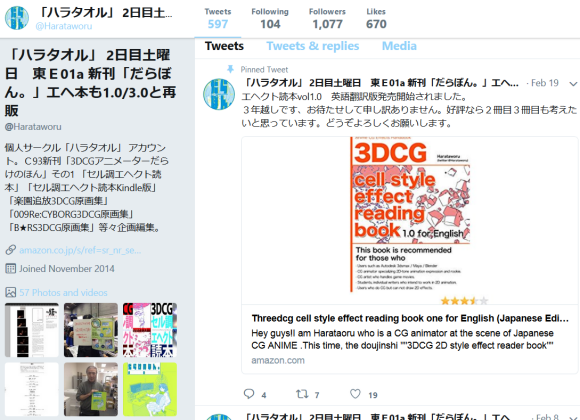 「ハラタオル」 2日目土...
@Harataworu
Tweets
597
Following
104
Followers
1,077
Likes
670
「ハラタオル」 2日目土曜
日　東Ｅ01a 新刊「だらぼ
ん。」エへ本も1.0/3.0と再
販
@Harataworu
個人サークル「ハラタオル」 アカウン
ト。Ｃ93新刊「3DCGアニメーターだら
けのほん」その1 「セル調エヘクト読
本」「セル調エヘクト読本Kindle版」
「楽園追放3DCG原画集」
「009Re:CYBORG3DCG原画集」
「B★RS3DCG原画集」等々企画編集。
amazon.co.jp/s/ref=sr_nr_se...
Joined November 2014
57 Photos and videos
3DCG
Tweets
Tweets & replies
Media
Pinned Tweet
「ハラタオル」 2日目土曜日　東Ｅ01a 新刊「だらぼん。」エへ... · Feb 19
エヘクト読本vol1.0　英語翻訳版発売開始されました。
３年越しです、お待たせして申し訳ありません。好評なら２冊目３冊目も考えた
いと思っています。どうぞよろしくお願いします。
3DCG
Harataworu
cell style
effect
reading
book
1.0 for English
This book is recommended
for those who
Threedcg cell style effect reading book one for English (Japanese Edi...
Hey guys!I am Harataoru who is a CG animator at the scene of Japanese
CG ANIME .This time, the doujinshi ""3DCG 2D style effect reader book""
amazon.com
4
7
19
「ハラタオル」 2日目土曜日　東Ｅ01a 新刊「だらぼん。」エへ... · Feb 8